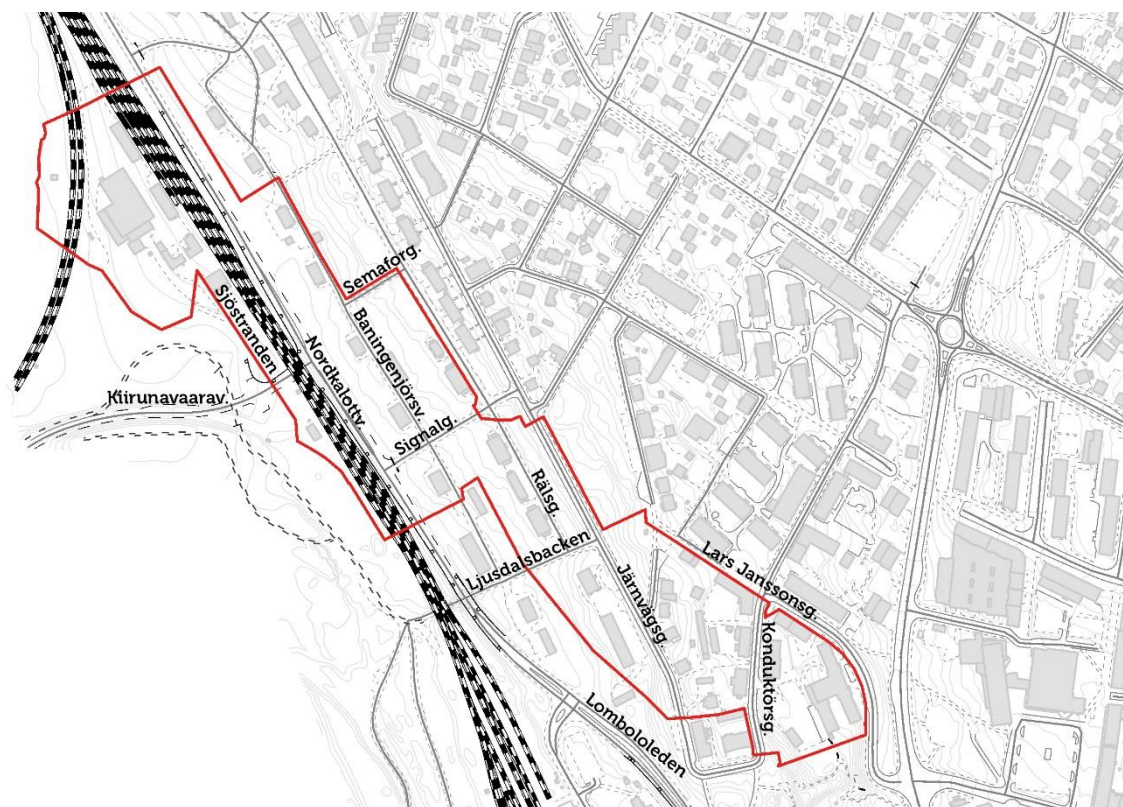 Semaforg.
Sjöstranden
Nordkalottv.
Baningenjörsv.
Kiirunavaarav.
Signalg.
Rälsg.
Ljusdalsbacken
Lars Janssonsg.
Järnvägsg.
Konduktörsg.
Lombololeden